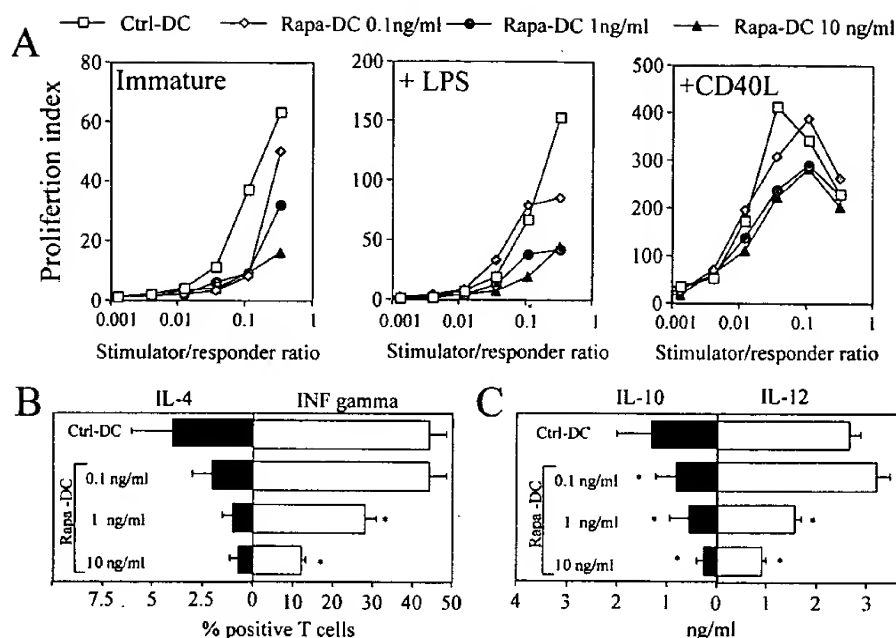 Ctrl-DC Rapa-DC 0.1ng/ml Rapa-DC 1ng/ml Rapa-DC 10 ng/ml
A
Prolifertion index
Immature
80
60
40
20
0
0.001 0.01 0.1 1
Stimulator/responder ratio
+ LPS
200
150
100
50
0
0.001 0.01 0.1 1
Stimulator/responder ratio
+CD40L
500
400
300
200
100
0
0.001 0.01 0.1 1
Stimulator/responder ratio
B
IL-4 INF gamma
Ctrl-DC
Rapa-DC
0.1 ng/ml
1 ng/ml *
10 ng/ml *
7.5 5 2.5 0 10 20 30 40 50
% positive T cells
C
IL-10 IL-12
Ctrl-DC
Rapa-DC
* 0.1 ng/ml
* 1 ng/ml *
* 10 ng/ml *
4 3 2 1 0 1 2 3
ng/ml